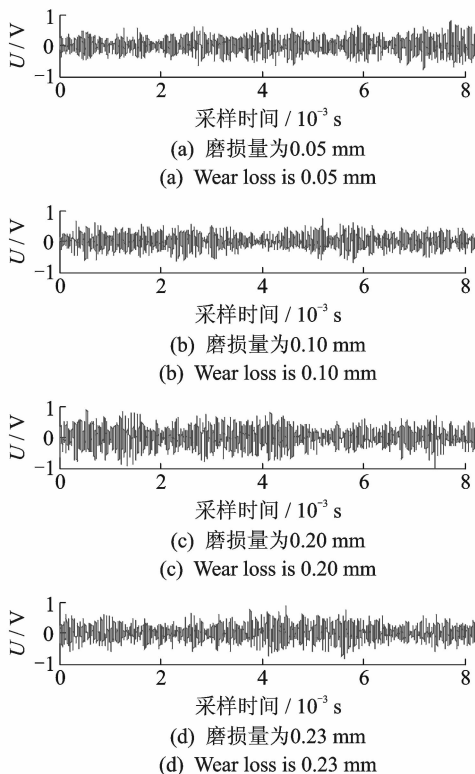 1
0
−1
U / V
0 2 4 6 8
采样时间 / 10⁻³ s
(a) 磨损量为0.05 mm
(a) Wear loss is 0.05 mm
1
0
−1
U / V
0 2 4 6 8
采样时间 / 10⁻³ s
(b) 磨损量为0.10 mm
(b) Wear loss is 0.10 mm
1
0
−1
U / V
0 2 4 6 8
采样时间 / 10⁻³ s
(c) 磨损量为0.20 mm
(c) Wear loss is 0.20 mm
1
0
−1
U / V
0 2 4 6 8
采样时间 / 10⁻³ s
(d) 磨损量为0.23 mm
(d) Wear loss is 0.23 mm